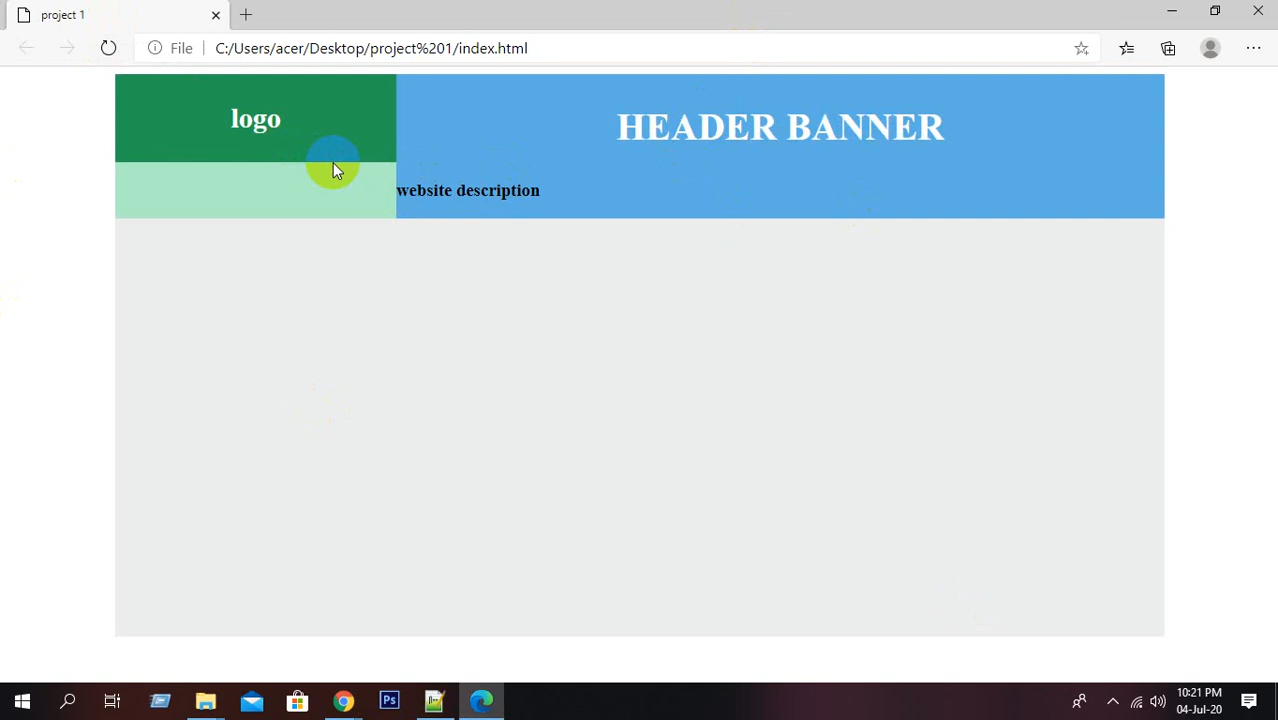 project 1
File
C:/Users/acer/Desktop/project%201/index.html
logo
HEADER BANNER
website description
Ps
10:21 PM
04-Jul-20